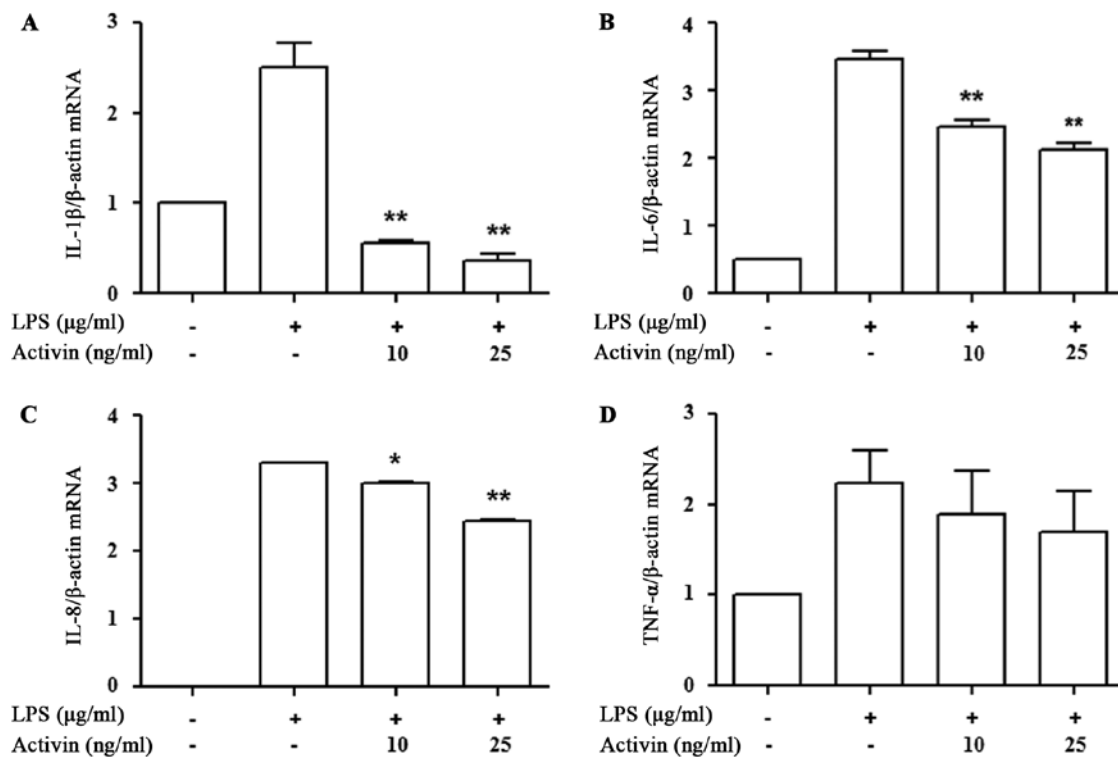 A
IL-1β/β-actin mRNA
3
2
1
0
** **
LPS (μg/ml) - + + +
Activin (ng/ml) - - 10 25
B
IL-6/β-actin mRNA
4
3
2
1
0
** **
LPS (μg/ml) - + + +
Activin (ng/ml) - - 10 25
C
IL-8/β-actin mRNA
4
3
2
1
0
* **
LPS (μg/ml) - + + +
Activin (ng/ml) - - 10 25
D
TNF-α/β-actin mRNA
3
2
1
0
LPS (μg/ml) - + + +
Activin (ng/ml) - - 10 25